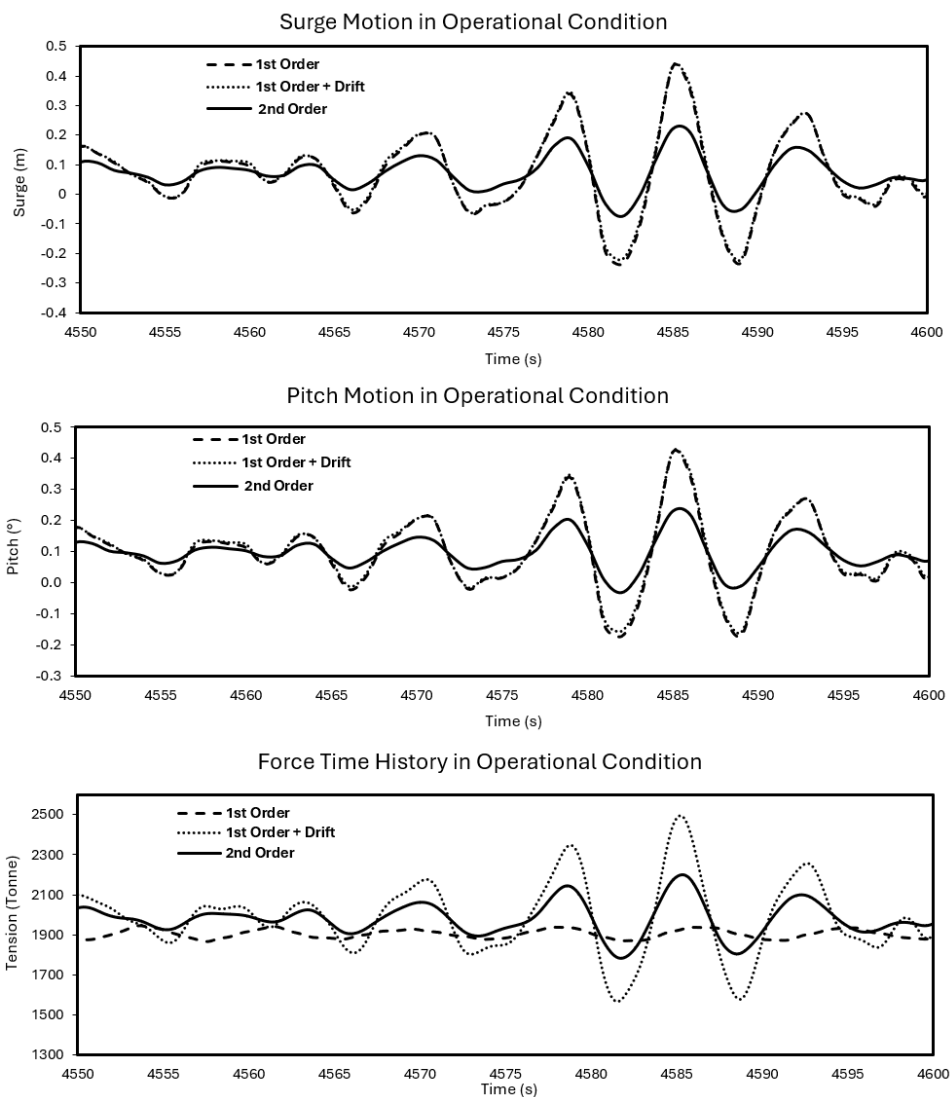 Surge Motion in Operational Condition
0.5
0.4
0.3
0.2
0.1
0
-0.1
-0.2
-0.3
-0.4
Surge (m)
1st Order
1st Order + Drift
2nd Order
4550 4555 4560 4565 4570 4575 4580 4585 4590 4595 4600
Time (s)
Pitch Motion in Operational Condition
0.5
0.4
0.3
0.2
0.1
0.0
-0.1
-0.2
-0.3
Pitch (°)
1st Order
1st Order + Drift
2nd Order
4550 4555 4560 4565 4570 4575 4580 4585 4590 4595 4600
Time (s)
Force Time History in Operational Condition
2500
2300
2100
1900
1700
1500
1300
Tension (Tonne)
1st Order
1st Order + Drift
2nd Order
4550 4555 4560 4565 4570 4575 4580 4585 4590 4595 4600
Time (s)